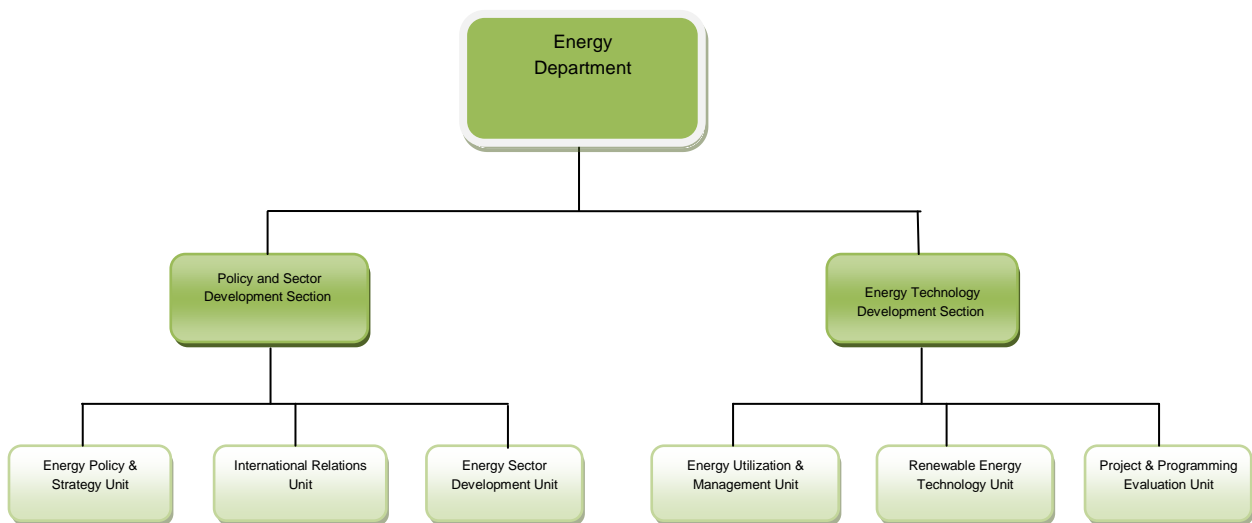 Energy
Department
Policy and Sector
Development Section
Energy Technology
Development Section
Energy Policy &
Strategy Unit
International Relations
Unit
Energy Sector
Development Unit
Energy Utilization &
Management Unit
Renewable Energy
Technology Unit
Project & Programming
Evaluation Unit